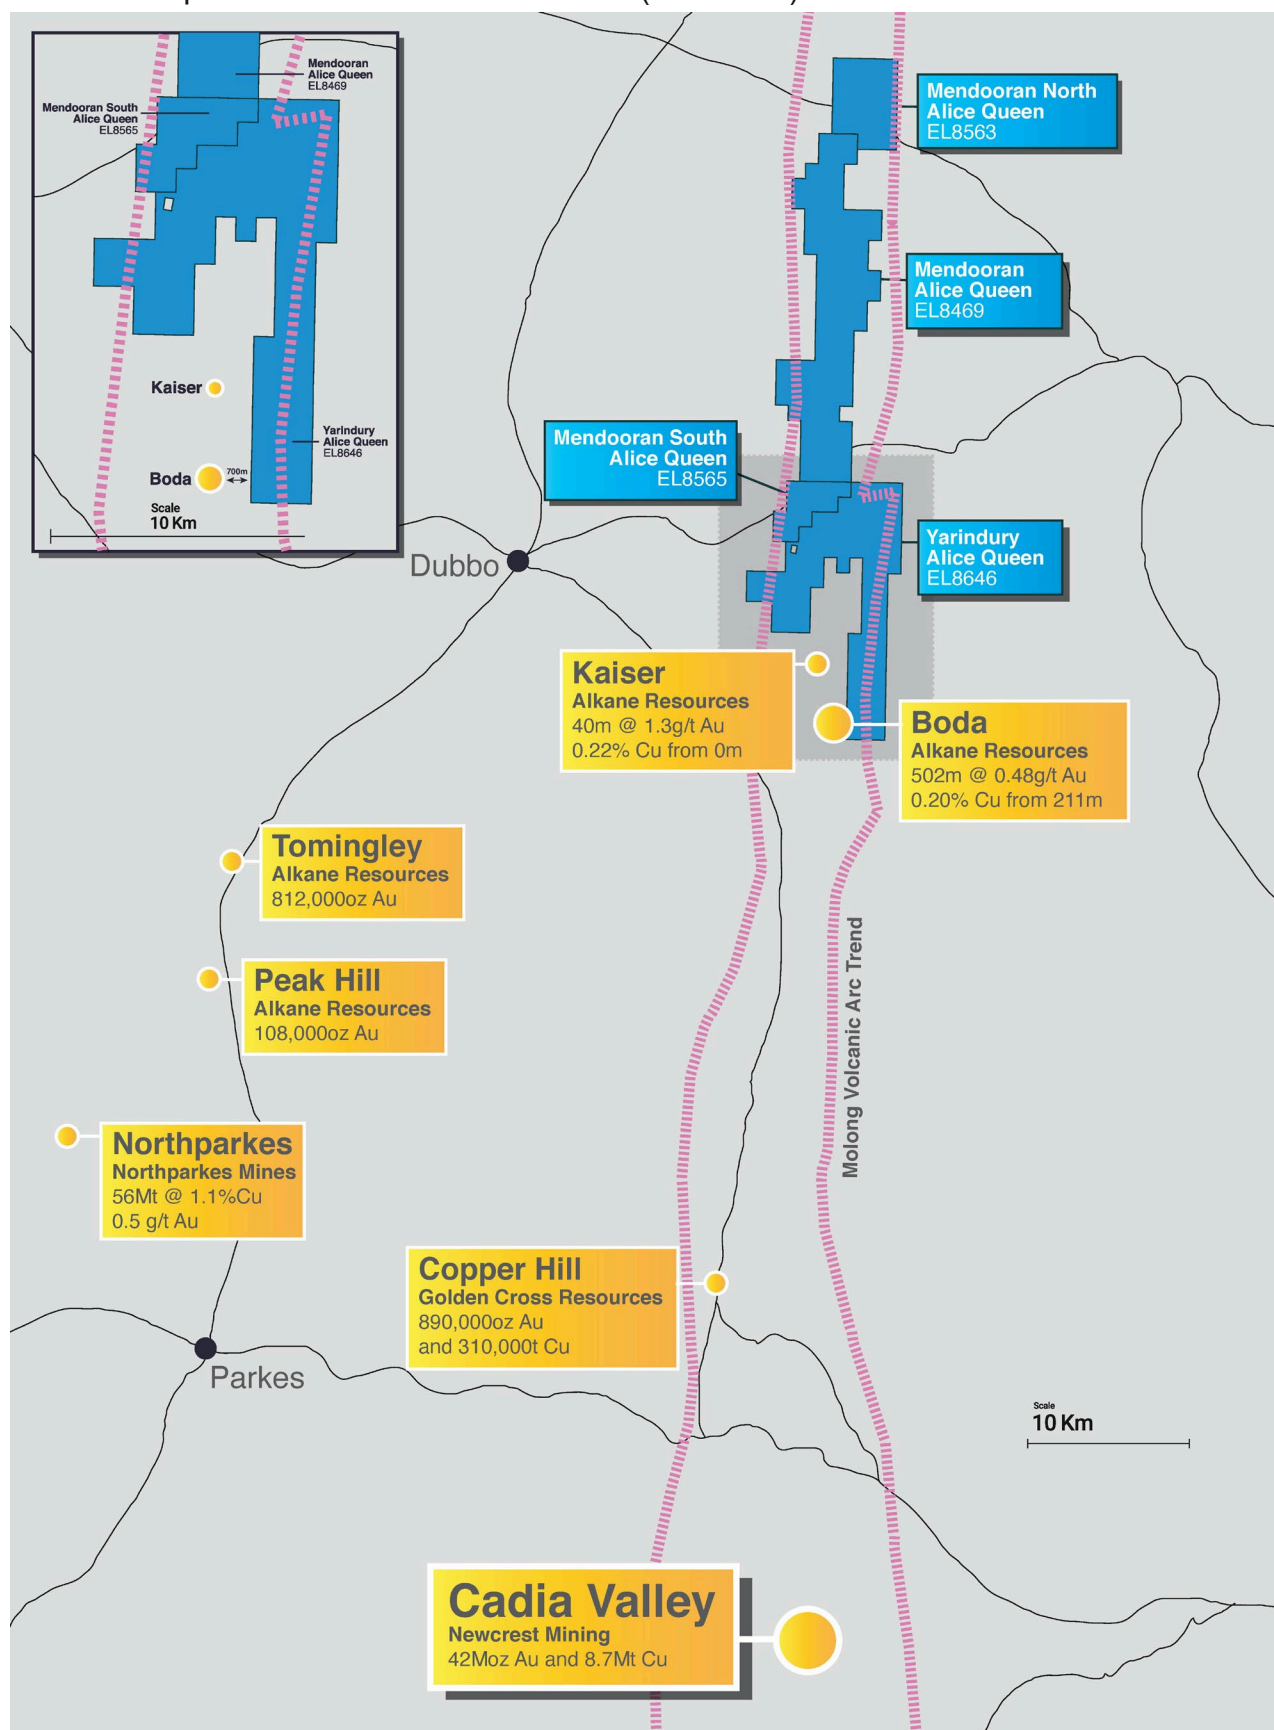 Mendooran
Alice Queen
EL8469
Mendooran South
Alice Queen
EL8565
Kaiser
Yarindury
Alice Queen
EL8646
Boda
700m
Scale
10 Km
Mendooran North
Alice Queen
EL8563
Mendooran
Alice Queen
EL8469
Mendooran South
Alice Queen
EL8565
Yarindury
Alice Queen
EL8646
Dubbo
Kaiser
Alkane Resources
40m @ 1.3g/t Au
0.22% Cu from 0m
Boda
Alkane Resources
502m @ 0.48g/t Au
0.20% Cu from 211m
Tomingley
Alkane Resources
812,000oz Au
Peak Hill
Alkane Resources
108,000oz Au
Molong Volcanic Arc Trend
Northparkes
Northparkes Mines
56Mt @ 1.1%Cu
0.5 g/t Au
Copper Hill
Golden Cross Resources
890,000oz Au
and 310,000t Cu
Parkes
Scale
10 Km
Cadia Valley
Newcrest Mining
42Moz Au and 8.7Mt Cu